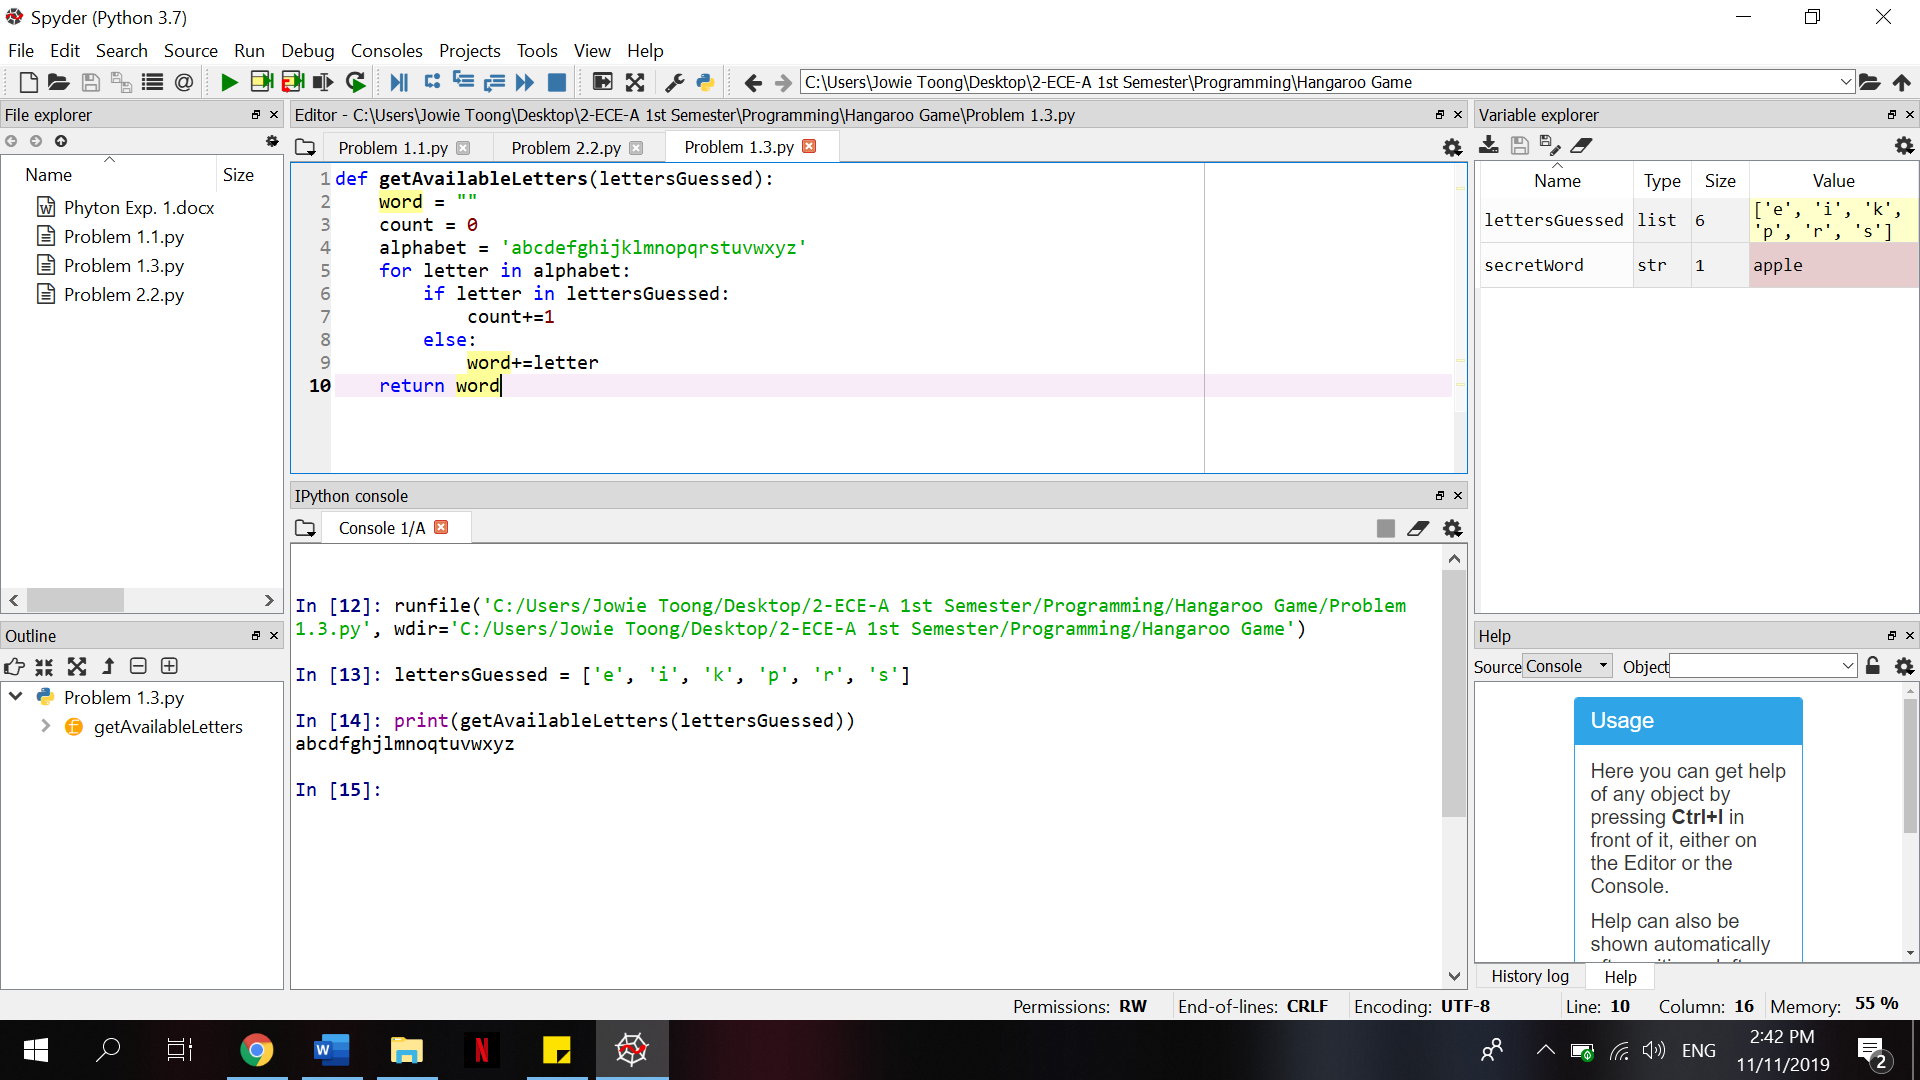 Spyder (Python 3.7)
File Edit Search Source Run Debug Consoles Projects Tools View Help
C:\Users\Jowie Toong\Desktop\2-ECE-A 1st Semester\Programming\Hangaroo Game
File explorer
Name Size
Phyton Exp. 1.docx
Problem 1.1.py
Problem 1.3.py
Problem 2.2.py
Outline
Problem 1.3.py
getAvailableLetters
Editor - C:\Users\Jowie Toong\Desktop\2-ECE-A 1st Semester\Programming\Hangaroo Game\Problem 1.3.py
Problem 1.1.py Problem 2.2.py Problem 1.3.py
1 def getAvailableLetters(lettersGuessed):
2 word = ""
3 count = 0
4 alphabet = 'abcdefghijklmnopqrstuvwxyz'
5 for letter in alphabet:
6 if letter in lettersGuessed:
7 count+=1
8 else:
9 word+=letter
10 return word
IPython console
Console 1/A
In [12]: runfile('C:/Users/Jowie Toong/Desktop/2-ECE-A 1st Semester/Programming/Hangaroo Game/Problem
1.3.py', wdir='C:/Users/Jowie Toong/Desktop/2-ECE-A 1st Semester/Programming/Hangaroo Game')
In [13]: lettersGuessed = ['e', 'i', 'k', 'p', 'r', 's']
In [14]: print(getAvailableLetters(lettersGuessed))
abcdfghjlmnoqtuvwxyz
In [15]:
Variable explorer
Name Type Size Value
lettersGuessed list 6 ['e', 'i', 'k',
'p', 'r', 's']
secretWord str 1 apple
Help
Source Console Object
Usage
Here you can get help
of any object by
pressing Ctrl+I in
front of it, either on
the Editor or the
Console.
Help can also be
shown automatically
History log Help
Permissions: RW End-of-lines: CRLF Encoding: UTF-8 Line: 10 Column: 16 Memory: 55 %
ENG
2:42 PM
11/11/2019
2